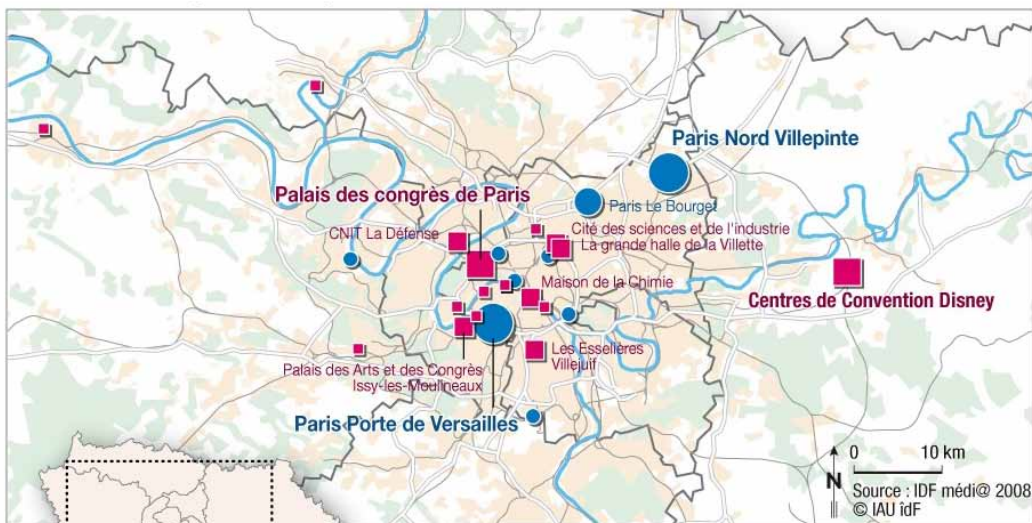 Paris Nord Villepinte
Palais des congrès de Paris
Paris Le Bourget
CNIT La Défense
Cité des sciences et de l'industrie
La grande halle de la Villette
Maison de la Chimie
Centres de Convention Disney
Les Esselières
Villejuif
Palais des Arts et des Congrès
Issy-les-Moulineaux
Paris Porte de Versailles
0 10 km
N
Source : IDF médi@ 2008
© IAU îdF